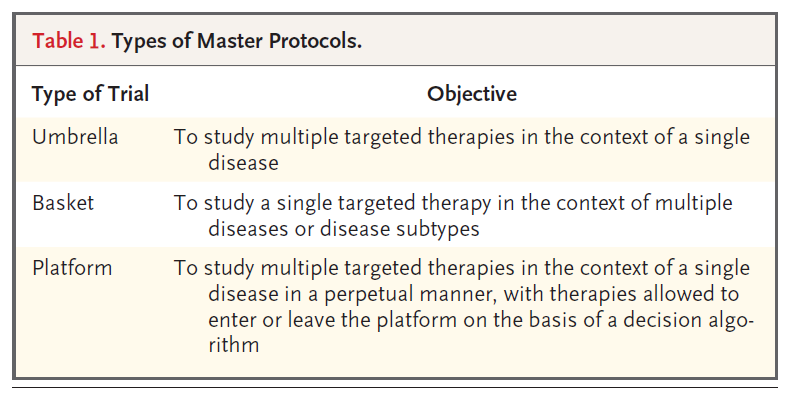 Table 1. Types of Master Protocols.
Type of Trial Objective
Umbrella To study multiple targeted therapies in the context of a single
disease
Basket To study a single targeted therapy in the context of multiple
diseases or disease subtypes
Platform To study multiple targeted therapies in the context of a single
disease in a perpetual manner, with therapies allowed to
enter or leave the platform on the basis of a decision algo-
rithm